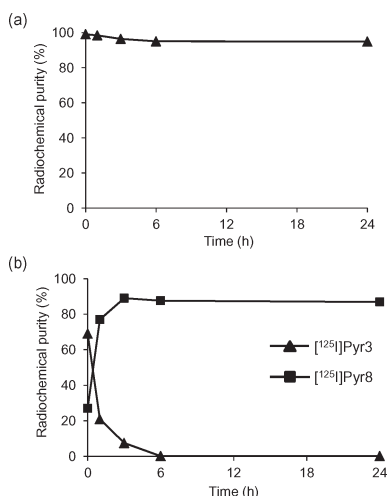 (a)
Radiochemical purity (%)
100
80
60
40
20
0
0 6 12 18 24
Time (h)
(b)
Radiochemical purity (%)
100
80
60
40
20
0
[¹²⁵I]Pyr3
[¹²⁵I]Pyr8
0 6 12 18 24
Time (h)